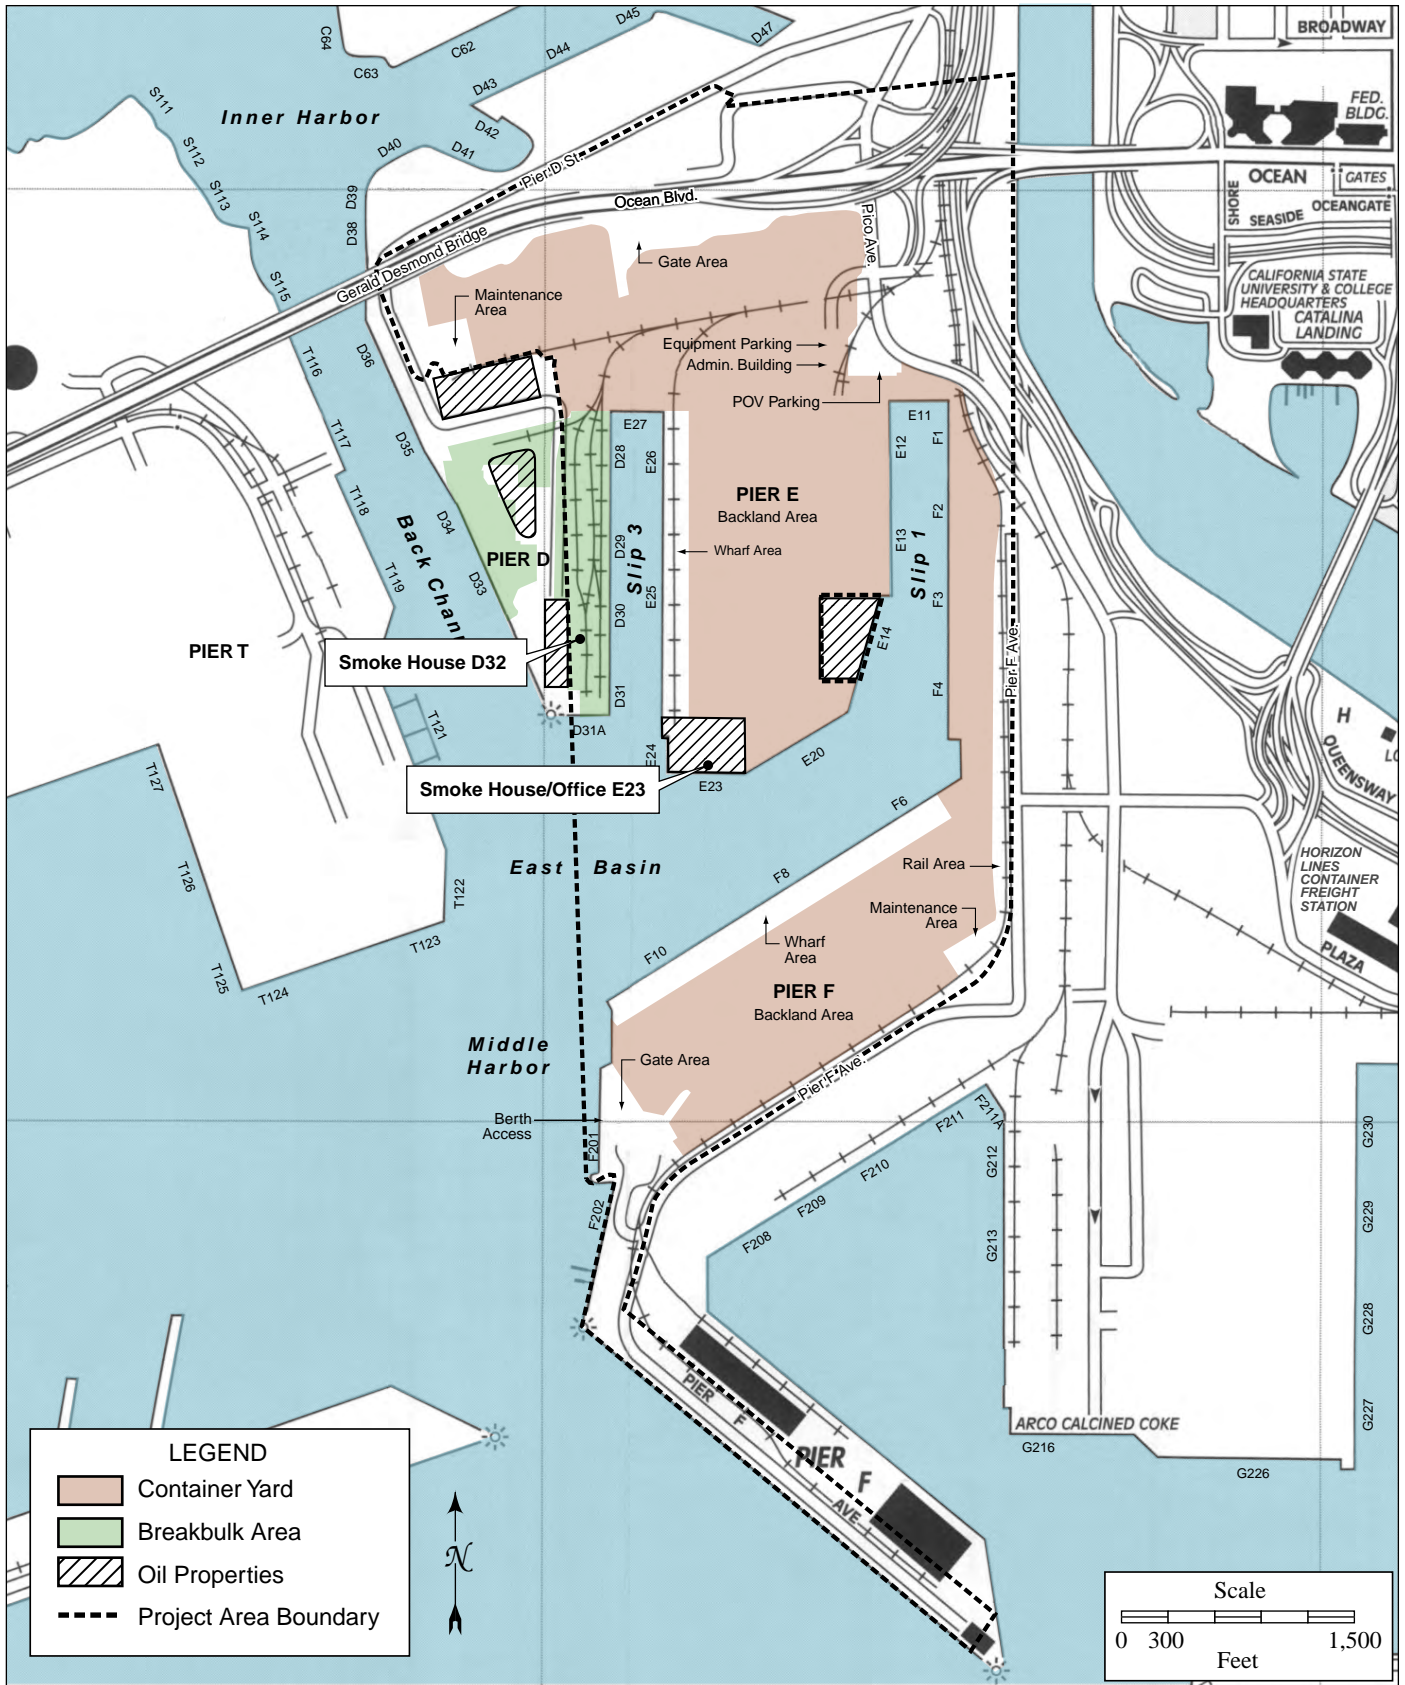 D45
D47
C64
C62
D44
C63
D43
BROADWAY
S111
Inner Harbor
D42
FED.
BLDG.
S112
D40
D41
Pier D St.
S113
D39
D38
S114
Ocean Blvd.
OCEAN
GATES
SHORE
OCEANGATE
SEASIDE
Pico Ave.
Gerald Desmond Bridge
Gate Area
S115
CALIFORNIA STATE
UNIVERSITY & COLLEGE
HEADQUARTERS
CATALINA
LANDING
Maintenance
Area
T116
D36
Equipment Parking
Admin. Building
POV Parking
E11
E27
T117
D35
D28
E26
E12
F1
T118
PIER E
Backland Area
D34
F2
Back Chan
D29
Slip 3
E13
Slip 1
Wharf Area
PIER D
T119
D33
E25
F3
D30
E14
PIER T
Smoke House D32
Pier F Ave.
D31
F4
T121
D31A
H
LO
QUEENSWAY
T127
E24
E20
Smoke House/Office E23
E23
F6
T126
East Basin
F8
Rail Area
HORIZON
LINES
CONTAINER
FREIGHT
STATION
T122
Maintenance
Area
T123
F10
Wharf
Area
PLAZA
T125
T124
PIER F
Backland Area
Middle
Harbor
Gate Area
Pier F Ave.
Berth
Access
F201
F211
F211A
G230
G212
F210
F202
F209
G229
F208
G213
G228
PIER
F
AVE
PIER
F
G227
ARCO CALCINED COKE
G216
G226
LEGEND
Container Yard
Breakbulk Area
Oil Properties
Project Area Boundary
N
Scale
0 300 1,500
Feet